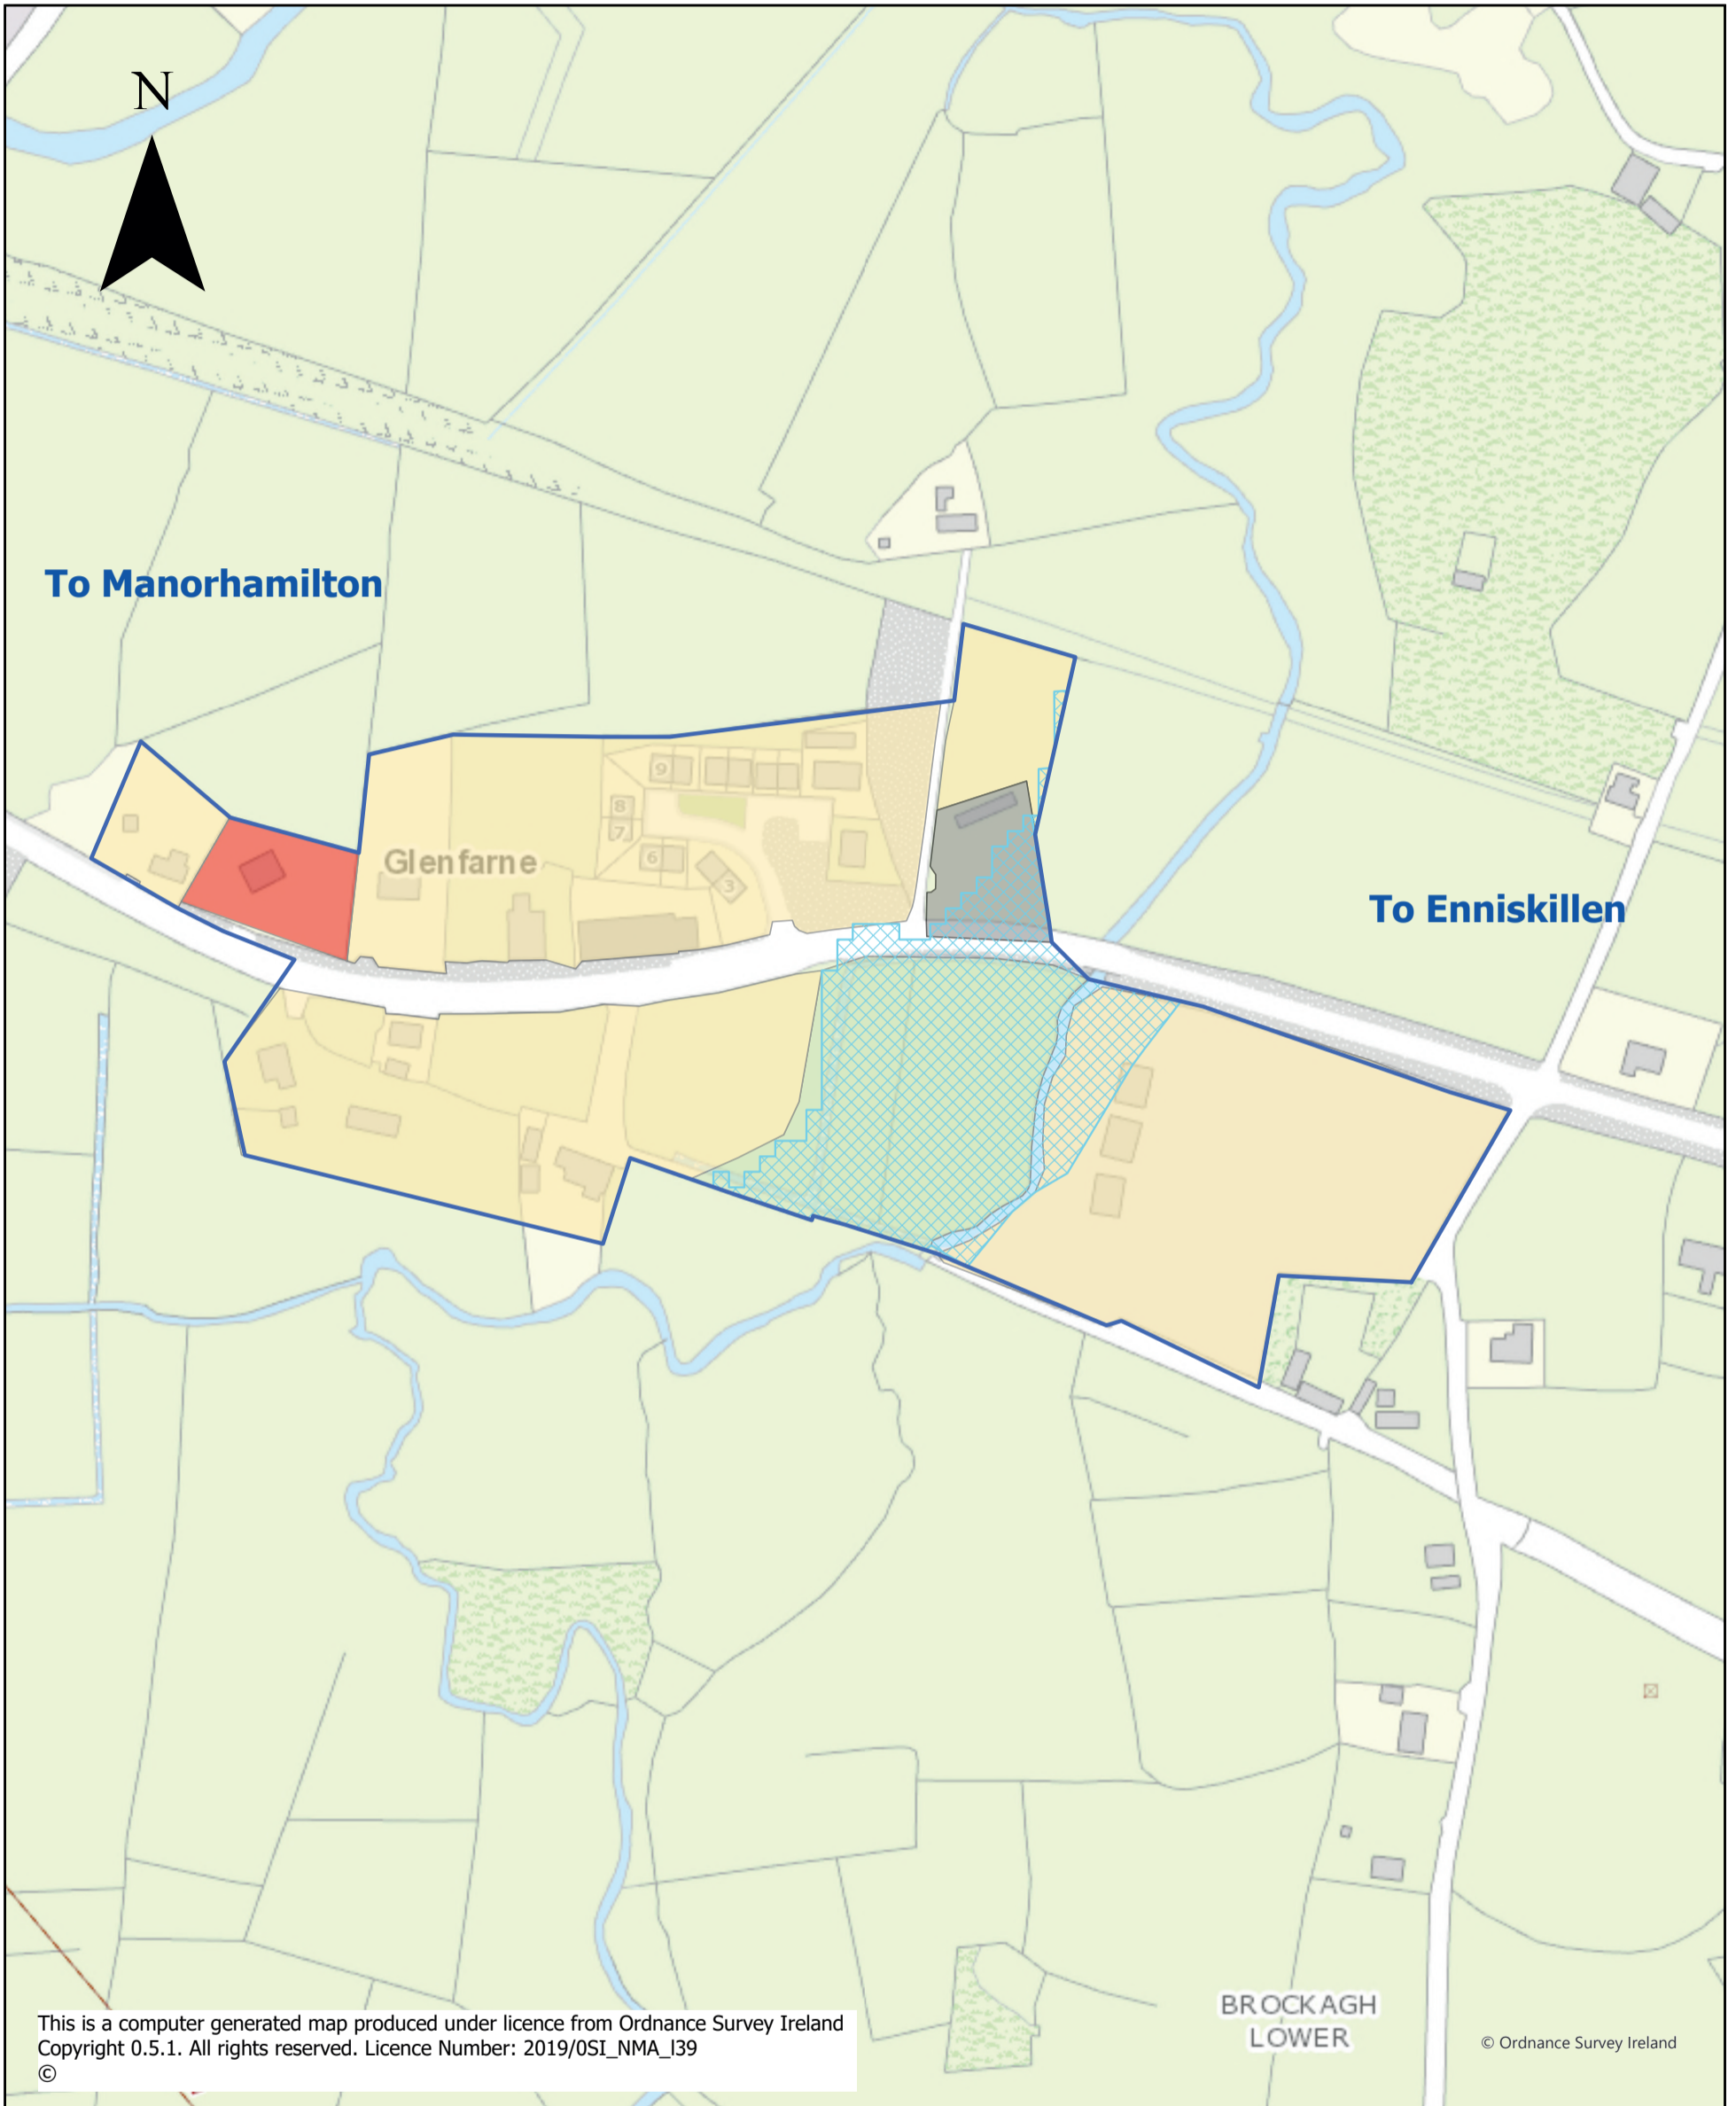 N
To Manorhamilton
9
8
7
Glenfarne
6
3
To Enniskillen
BROCKAGH
LOWER
This is a computer generated map produced under licence from Ordnance Survey Ireland
Copyright 0.5.1. All rights reserved. Licence Number: 2019/0SI_NMA_l39
©
© Ordnance Survey Ireland